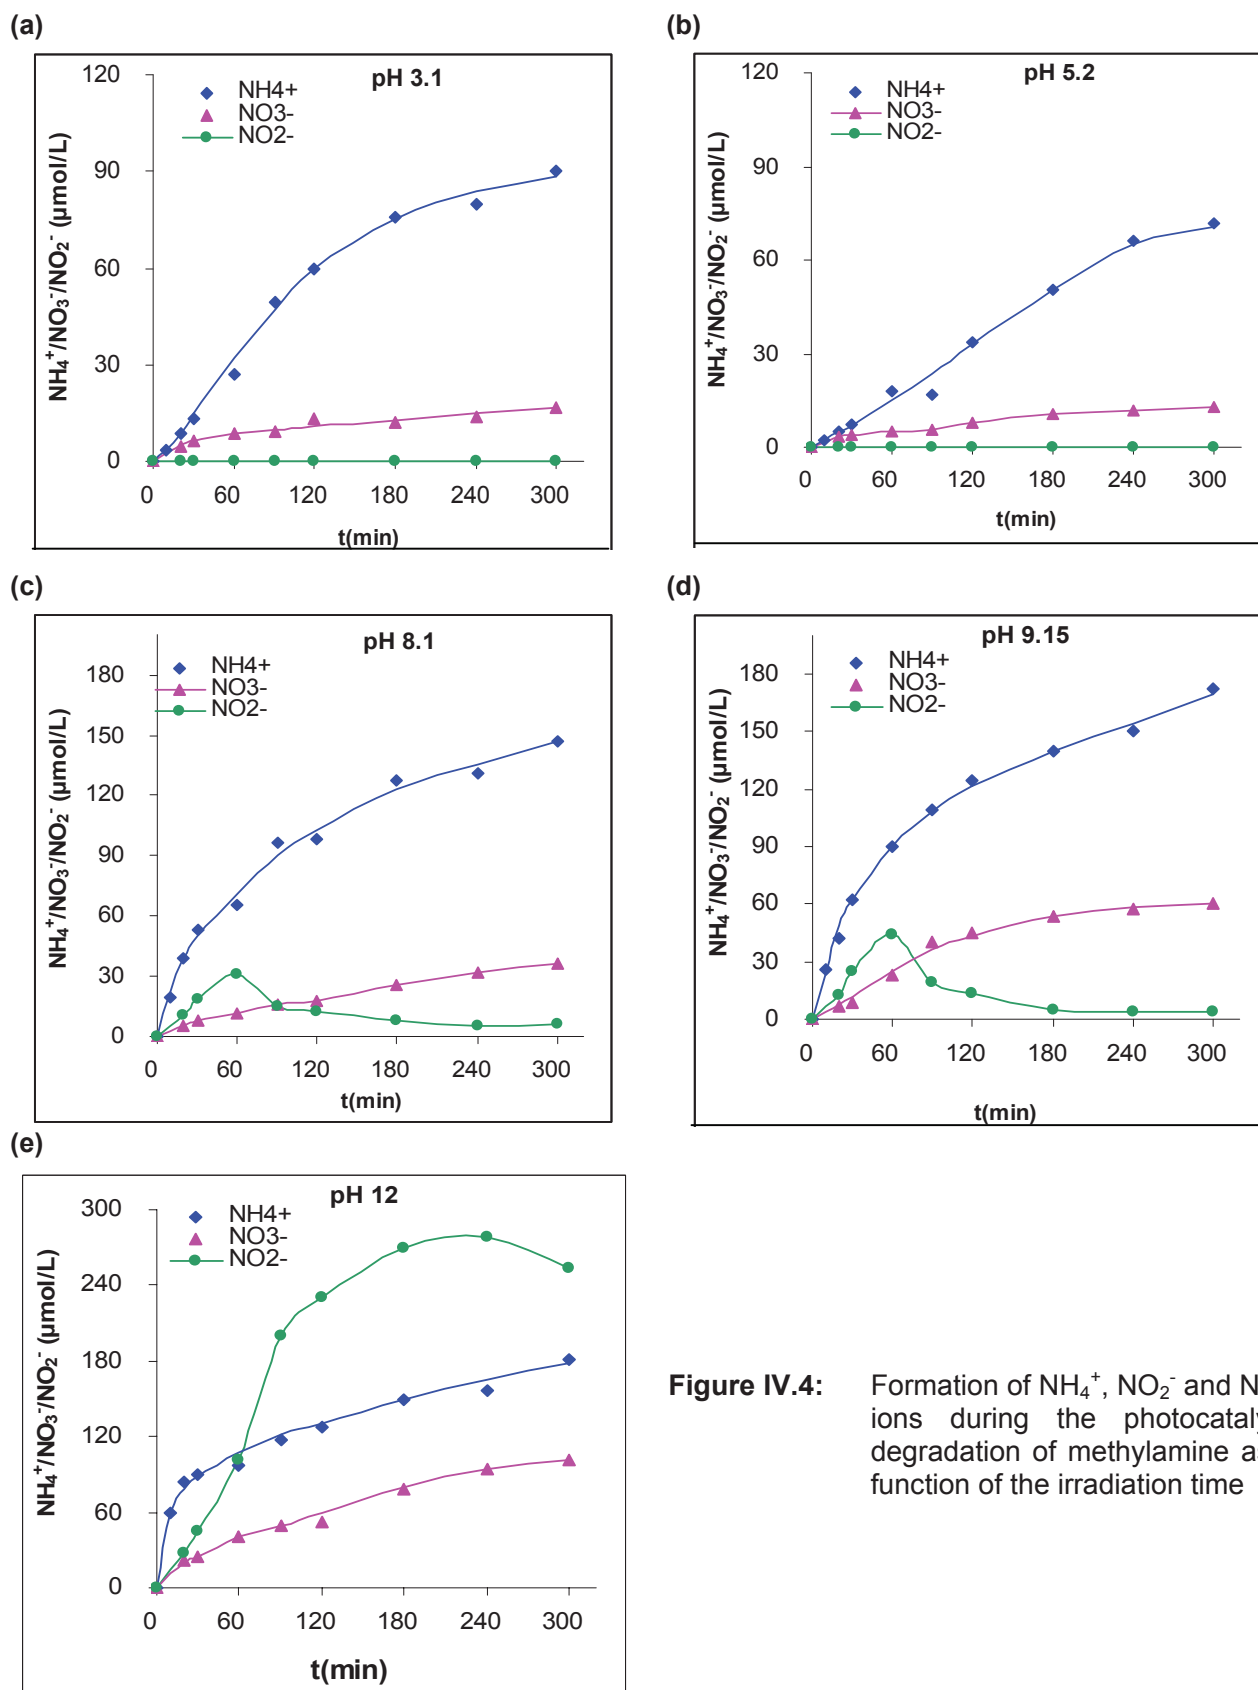 (a)
pH 3.1
NH4+
NO3-
NO2-
NH₄⁺/NO₃⁻/NO₂⁻ (µmol/L)
120
90
60
30
0
0 60 120 180 240 300
t(min)
(b)
pH 5.2
NH4+
NO3-
NO2-
NH₄⁺/NO₃⁻/NO₂⁻ (µmol/L)
120
90
60
30
0
0 60 120 180 240 300
t(min)
(c)
pH 8.1
NH4+
NO3-
NO2-
NH₄⁺/NO₃⁻/NO₂⁻ (µmol/L)
180
150
120
90
60
30
0
0 60 120 180 240 300
t(min)
(d)
pH 9.15
NH4+
NO3-
NO2-
NH₄⁺/NO₃⁻/NO₂⁻ (µmol/L)
180
150
120
90
60
30
0
0 60 120 180 240 300
t(min)
(e)
pH 12
NH4+
NO3-
NO2-
NH₄⁺/NO₃⁻/NO₂⁻ (µmol/L)
300
240
180
120
60
0
0 60 120 180 240 300
t(min)
Figure IV.4: Formation of NH₄⁺, NO₂⁻ and
ions during the
degradation of methylamine
function of the irradiation time